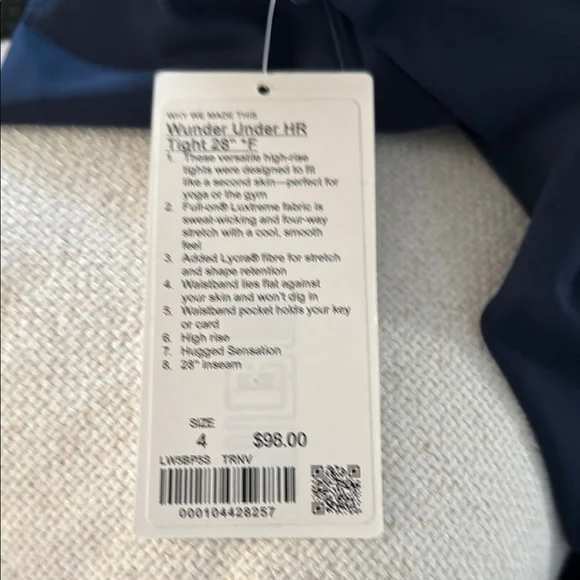 WHY WE MADE THIS
Wunder Under HR
Tight 28" *F
1. These versatile high-rise
tights were designed to fit
like a second skin—perfect for
yoga or the gym
2. Full-on® Luxtreme fabric is
sweat-wicking and four-way
stretch with a cool, smooth
feel
3. Added Lycra® fibre for stretch
and shape retention
4. Waistband lies flat against
your skin and won't dig in
5. Waistband pocket holds your key
or card
6. High rise
7. Hugged Sensation
8. 28" Inseam
SIZE
4 $98.00
LW5BP5S TRNV
000104428257